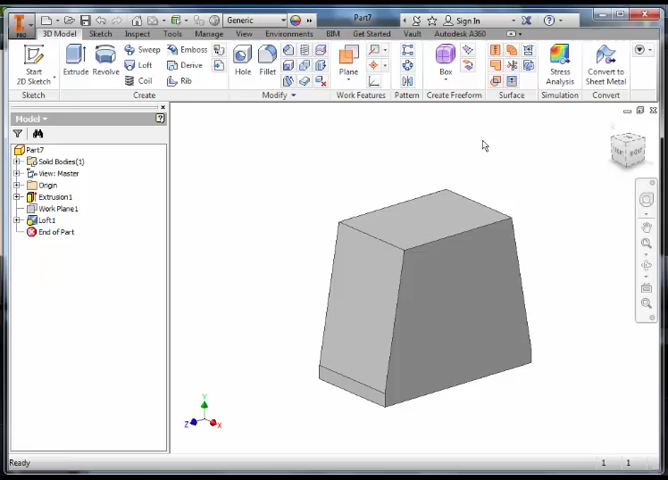 PRO
Generic
Part7
Sign In
3D Model
Sketch
Inspect
Tools
Manage
View
Environments
BIM
Get Started
Vault
Autodesk A360
Start
2D Sketch
Extrude
Revolve
Sweep
Loft
Coil
Emboss
Derive
Rib
Hole
Fillet
Plane
Box
Stress
Analysis
Convert to
Sheet Metal
Sketch
Create
Modify
Work Features
Pattern
Create Freeform
Surface
Simulation
Convert
Model
Part7
Solid Bodies(1)
View: Master
Origin
Extrusion1
Work Plane1
Loft1
End of Part
Y
Z
X
Ready
1
1